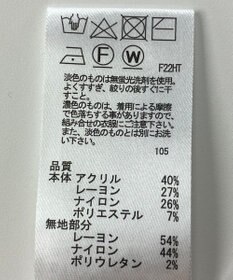 F W
F22HT
淡色のものは無蛍光洗剤を使用。
よくすすぎ、絞りの後すぐに干
すこと。
濃色のものは、着用による摩擦
で色落ちする事がありますので、
組み合せの衣服にご注意下さい。
淡色のものとは別にお洗い
下さい。
105
品質
本体 アクリル 40%
レーヨン 27%
ナイロン 26%
ポリエステル 7%
無地部分
レーヨン 54%
ナイロン 44%
ポリウレタン 2%